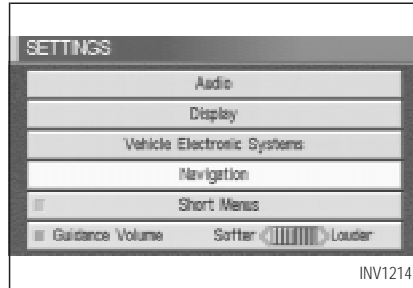 SETTINGS
Audio
Display
Vehicle Electronic Systems
Navigation
Short Menus
Guidance Volume Softer Louder
INV1214